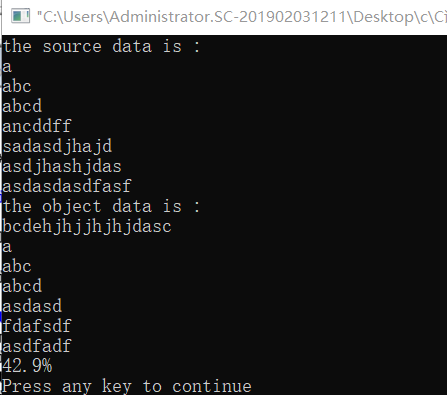 "C:\Users\Administrator.SC-201902031211\Desktop\c\C
the source data is :
a
abc
abcd
ancddff
sadasdjhajd
asdjhashjdas
asdasdasdfasf
the object data is :
bcdehjhjjhjhjdasc
a
abc
abcd
asdasd
fdafsdf
asdfadf
42.9%
Press any key to continue